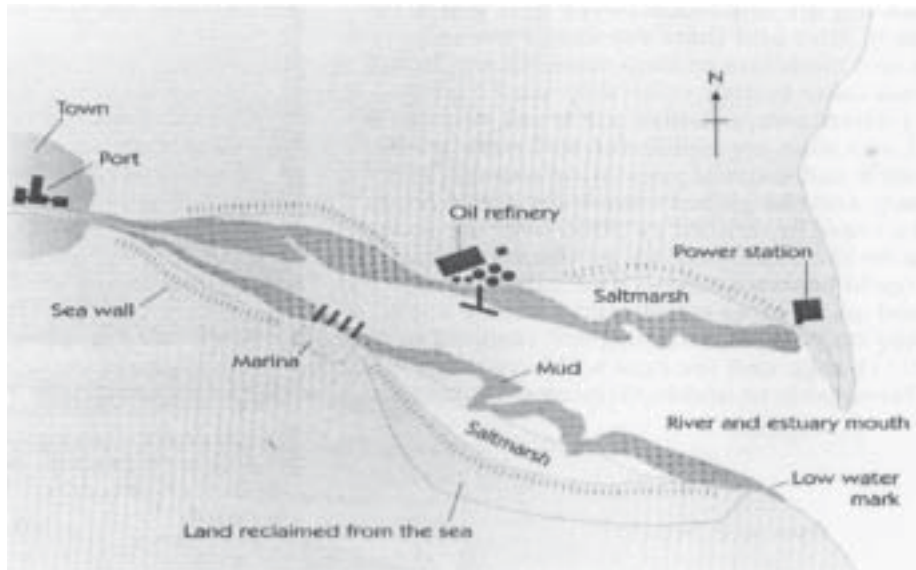 N
Town
Port
Oil refinery
Power station
Saltmarsh
Sea wall
Marina
Mud
River and estuary mouth
Saltmarsh
Low water
mark
Land reclaimed from the sea